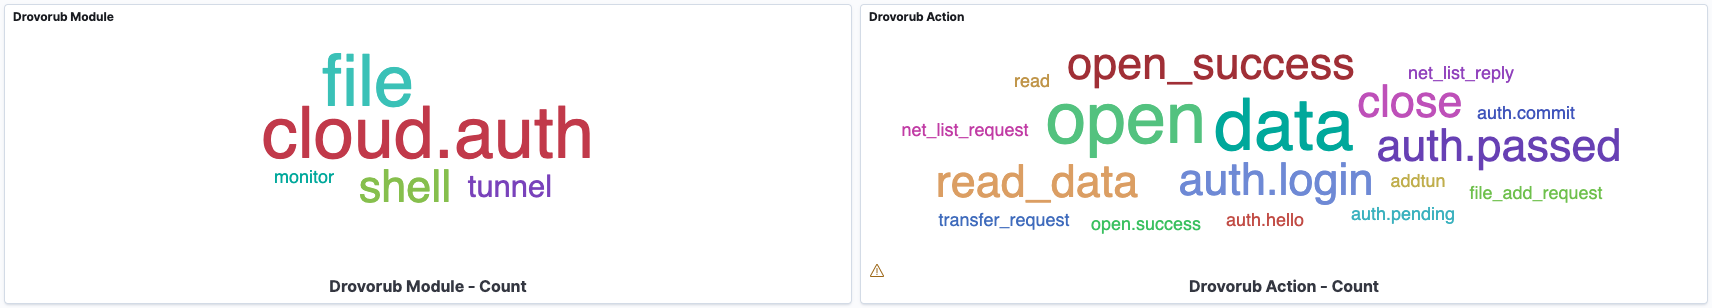 Drovorub Module
file
cloud.auth
monitor
shell
tunnel
Drovorub Module - Count
Drovorub Action
open_success
read
net_list_reply
close
open
data
auth.commit
net_list_request
auth.passed
read_data
auth.login
addtun
file_add_request
transfer_request
open.success
auth.hello
auth.pending
Drovorub Action - Count